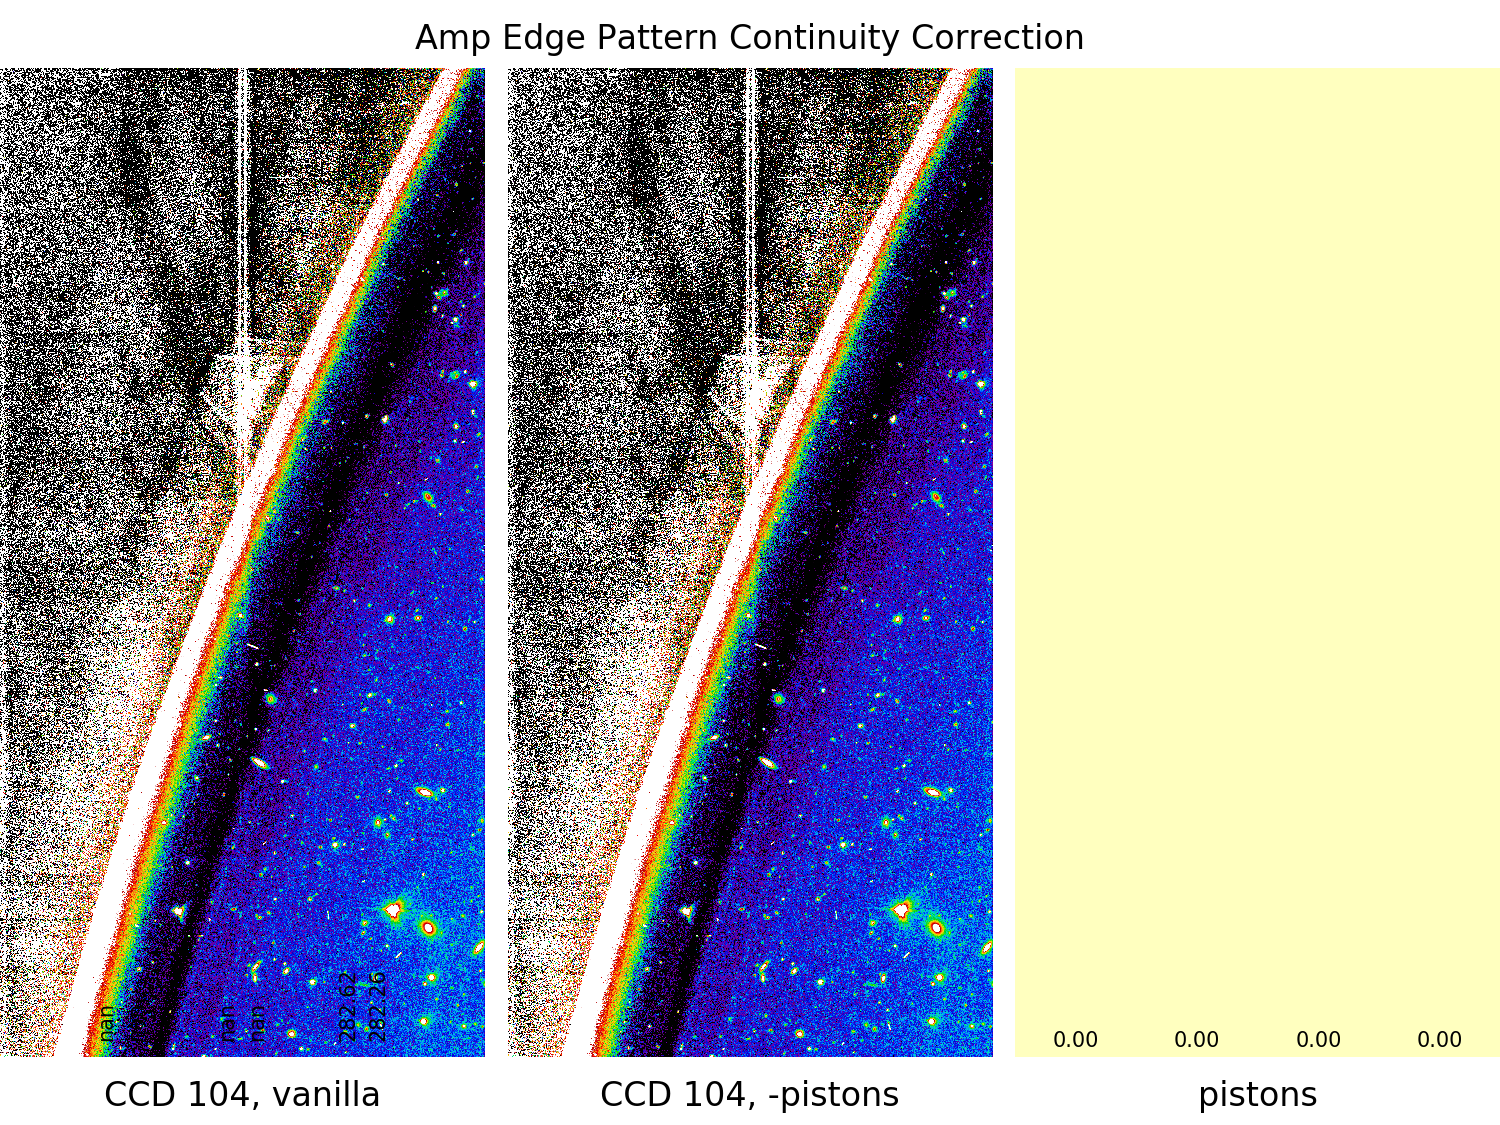 Amp Edge Pattern Continuity Correction
nan
nan
nan
282.62
282.26
0.00 0.00 0.00 0.00
CCD 104, vanilla
CCD 104, -pistons
pistons